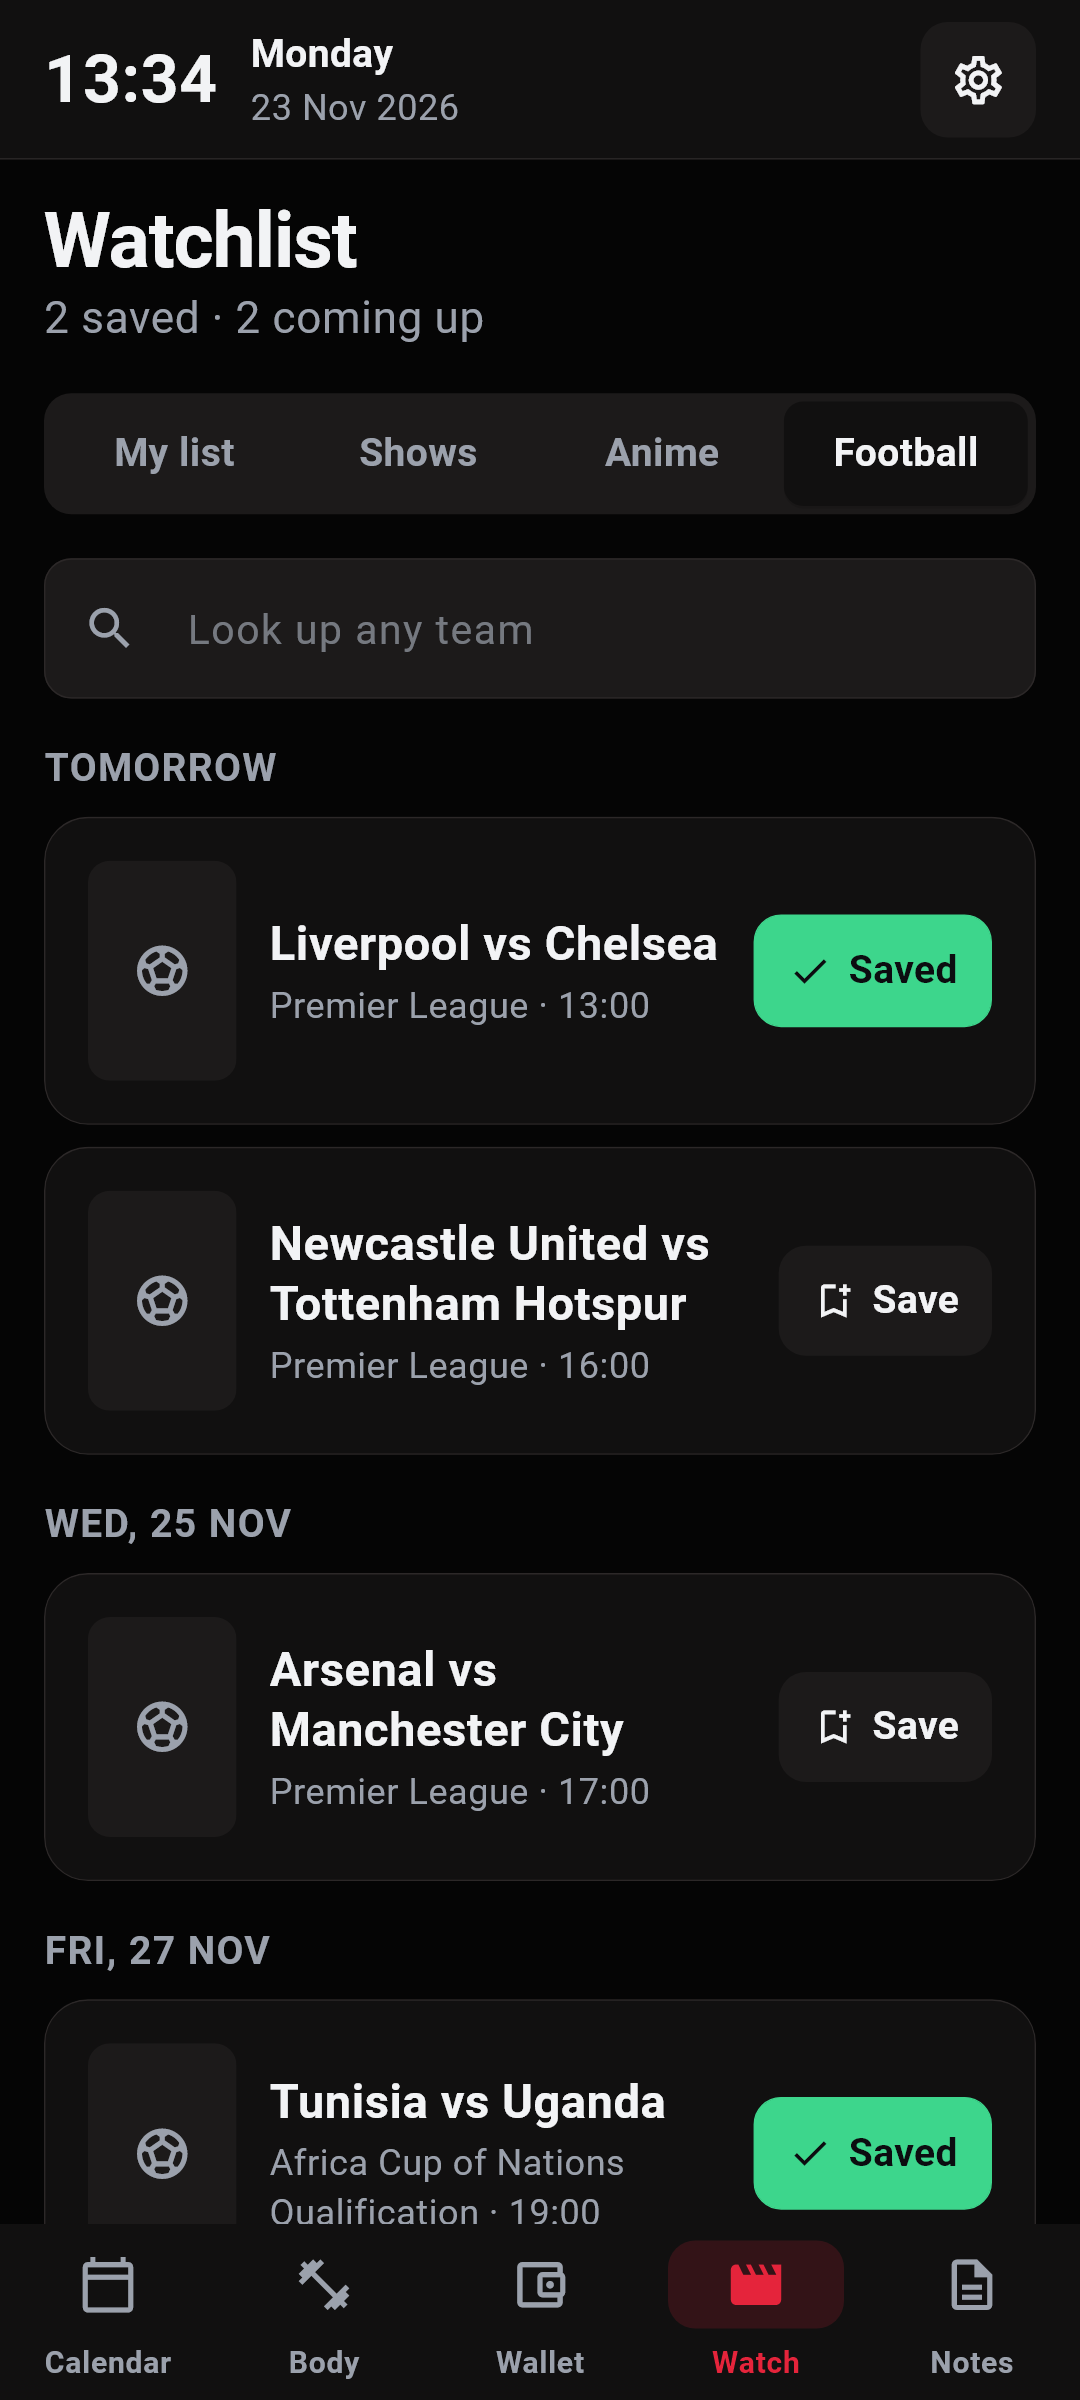 13:34
Monday
23 Nov 2026
Watchlist
2 saved · 2 coming up
My list
Shows
Anime
Football
Look up any team
TOMORROW
Liverpool vs Chelsea
Premier League · 13:00
Saved
Newcastle United vs
Tottenham Hotspur
Premier League · 16:00
Save
WED, 25 NOV
Arsenal vs
Manchester City
Premier League · 17:00
Save
FRI, 27 NOV
Tunisia vs Uganda
Africa Cup of Nations
Qualification · 19:00
Saved
Calendar
Body
Wallet
Watch
Notes